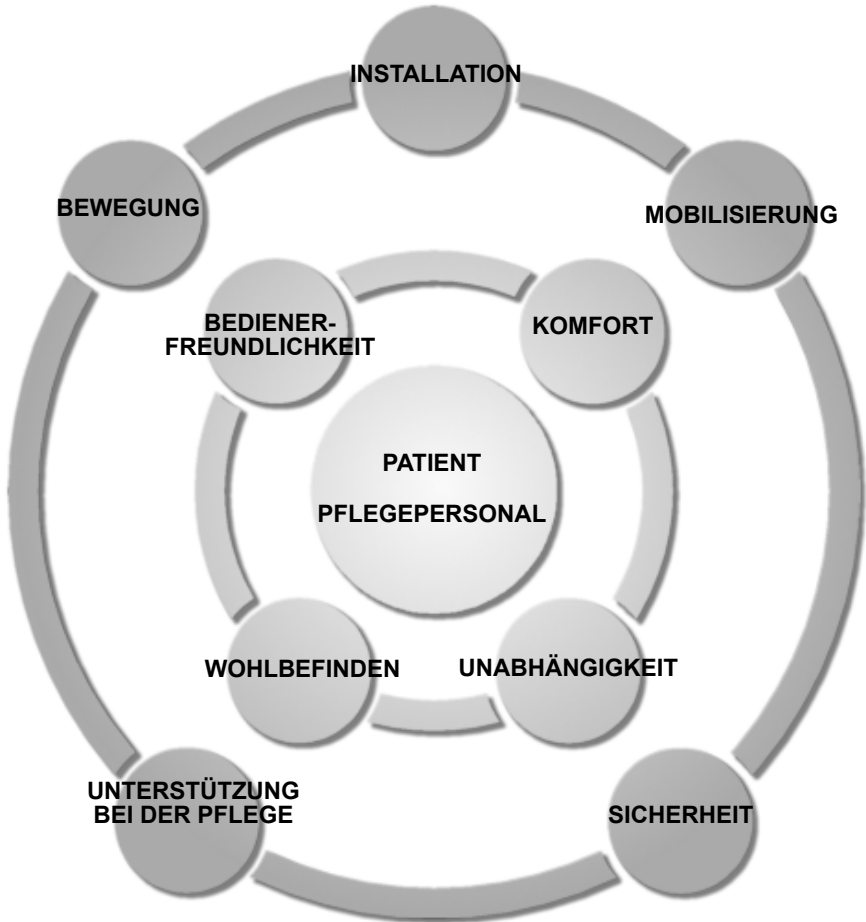 INSTALLATION
BEWEGUNG
MOBILISIERUNG
BEDIENER-
FREUNDLICHKEIT
KOMFORT
PATIENT
PFLEGEPERSONAL
WOHLBEFINDEN
UNABHÄNGIGKEIT
UNTERSTÜTZUNG
BEI DER PFLEGE
SICHERHEIT